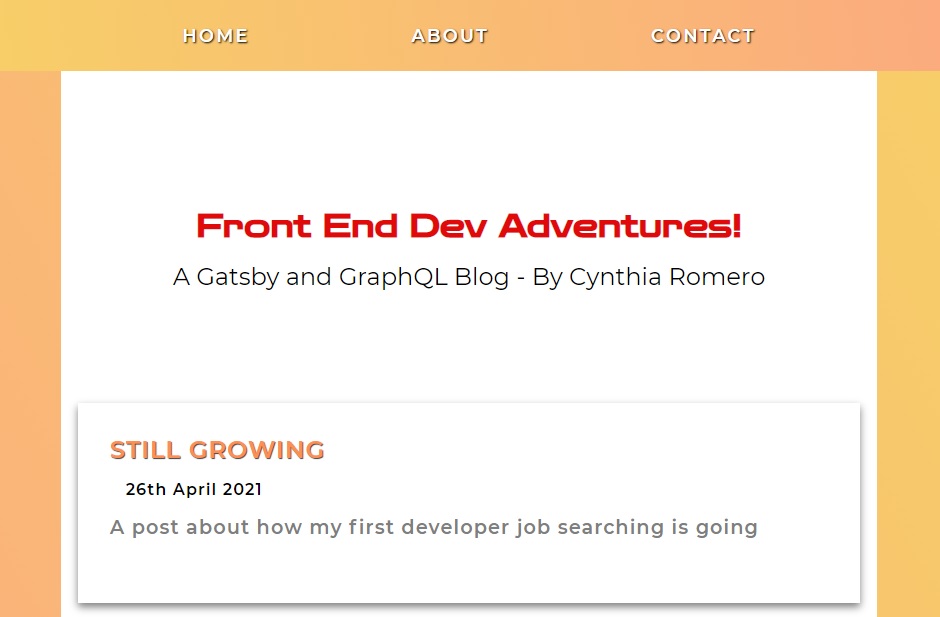 HOME ABOUT CONTACT
Front End Dev Adventures!
A Gatsby and GraphQL Blog - By Cynthia Romero
STILL GROWING
26th April 2021
A post about how my first developer job searching is going